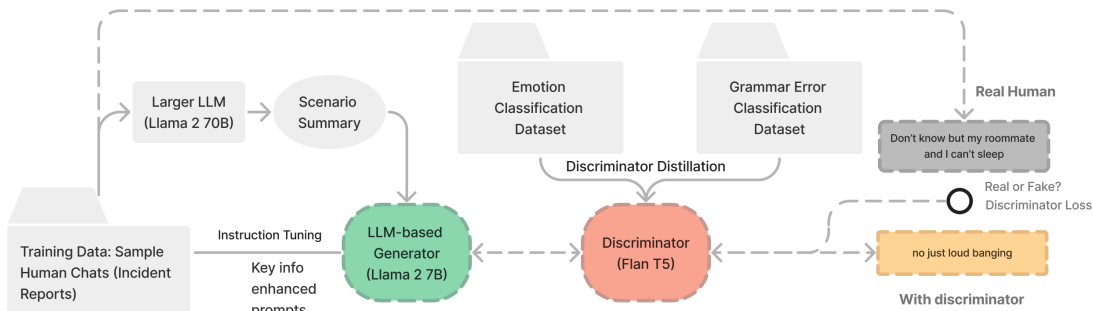 Real Human
Larger LLM
(Llama 2 70B)
Scenario
Summary
Emotion
Classification
Dataset
Grammar Error
Classification
Dataset
Don't know but my roommate
and I can't sleep
Discriminator Distillation
Real or Fake?
Discriminator Loss
Training Data: Sample
Human Chats (Incident
Reports)
Instruction Tuning
Key info
enhanced
prompts
LLM-based
Generator
(Llama 2 7B)
Discriminator
(Flan T5)
no just loud banging
With discriminator